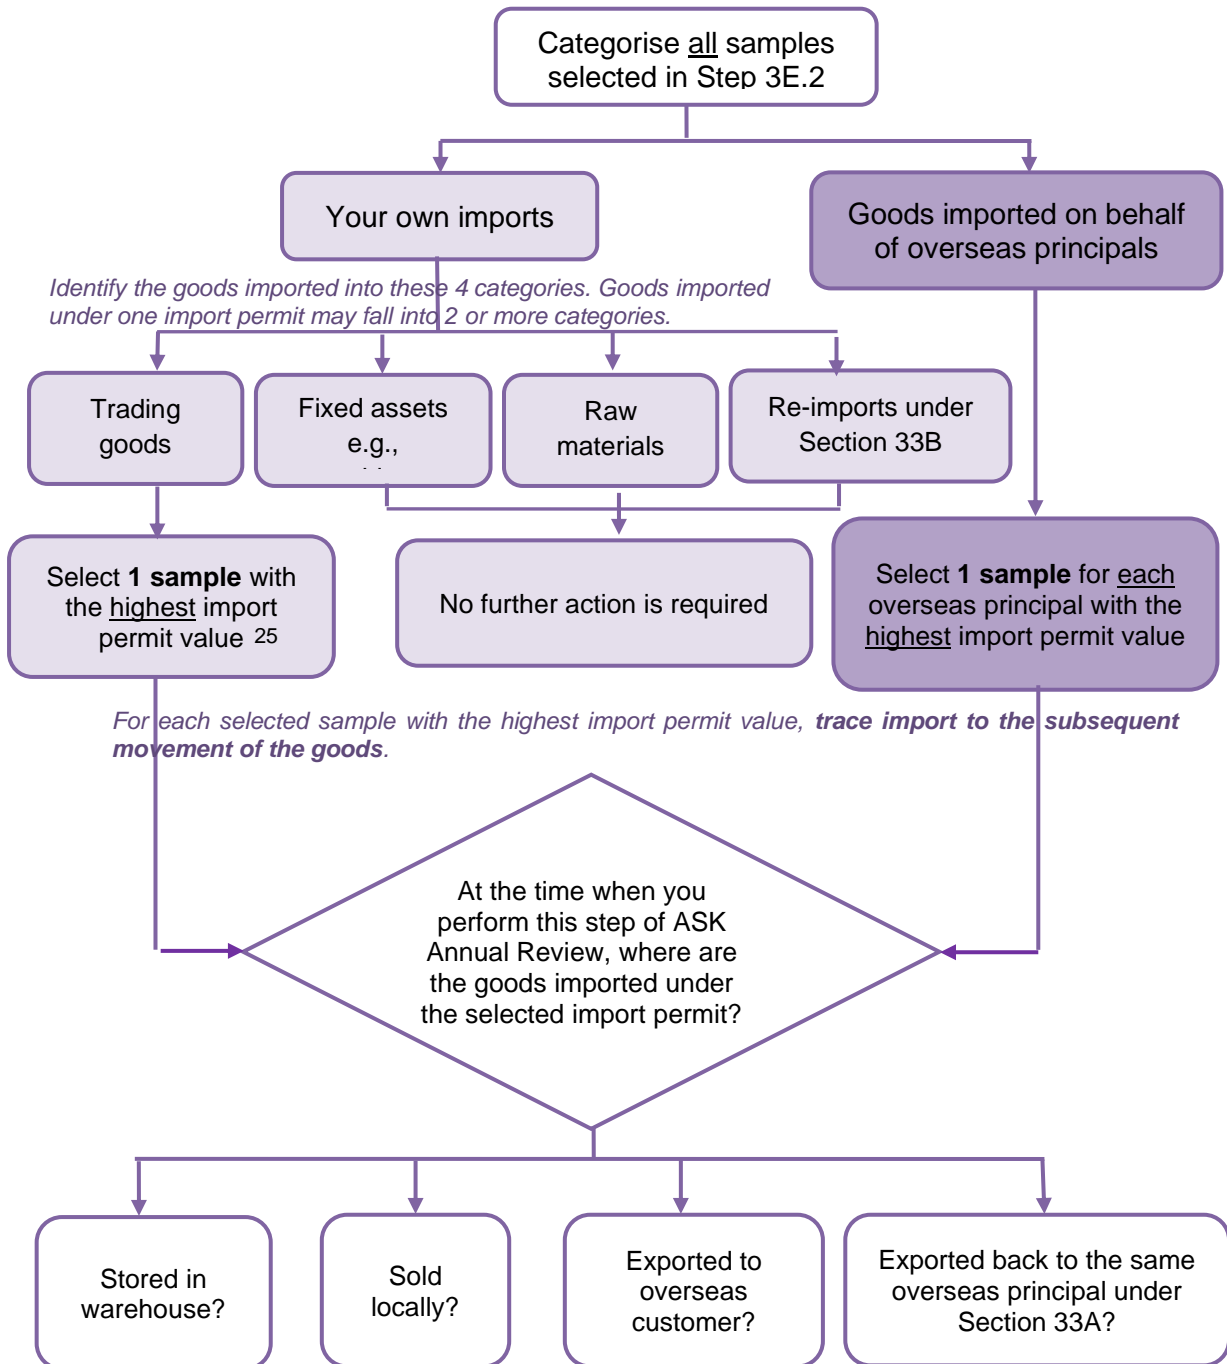 Categorise all samples
selected in Step 3E.2
Your own imports
Goods imported on behalf
of overseas principals
Identify the goods imported into these 4 categories. Goods imported
under one import permit may fall into 2 or more categories.
Trading
goods
Fixed assets
e.g.,
Raw
materials
Re-imports under
Section 33B
Select 1 sample with
the highest import
permit value 25
No further action is required
Select 1 sample for each
overseas principal with the
highest import permit value
For each selected sample with the highest import permit value, trace import to the subsequent
movement of the goods.
At the time when you
perform this step of ASK
Annual Review, where are
the goods imported under
the selected import permit?
Stored in
warehouse?
Sold
locally?
Exported to
overseas
customer?
Exported back to the same
overseas principal under
Section 33A?